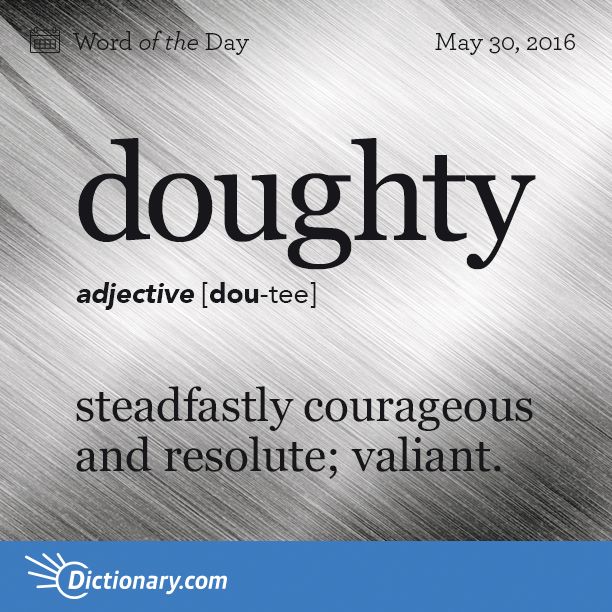 Word of the Day
May 30, 2016
doughty
adjective [dou-tee]
steadfastly courageous
and resolute; valiant.
Dictionary.com